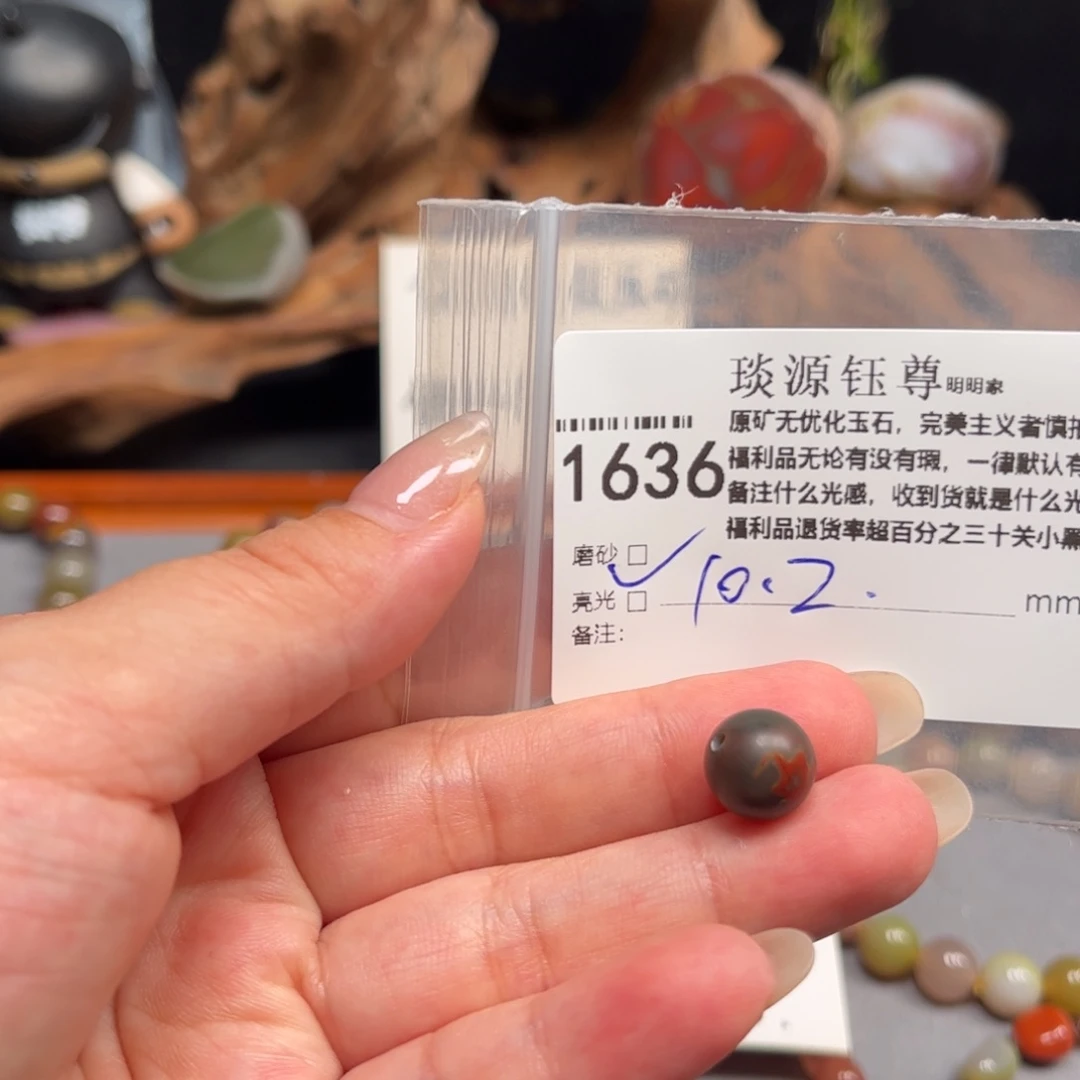 琰源钰尊明明家
原矿无优化玉石，完美主义者慎拍
1636
福利品无论有没有瑕，一律默认有
备注什么光感，收到货就是什么光
福利品退货率超百分之三十关小黑
磨砂 □ ✓
亮光 □ 10.2. mm
备注：